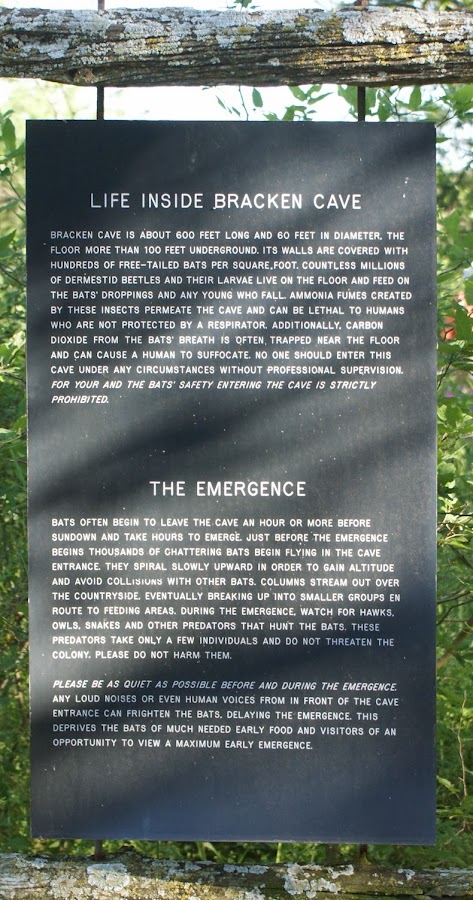 LIFE INSIDE BRACKEN CAVE
BRACKEN CAVE IS ABOUT 600 FEET LONG AND 60 FEET IN DIAMETER, THE
FLOOR MORE THAN 100 FEET UNDERGROUND. ITS WALLS ARE COVERED WITH
HUNDREDS OF FREE-TAILED BATS PER SQUARE FOOT. COUNTLESS MILLIONS
OF DERMESTID BEETLES AND THEIR LARVAE LIVE ON THE FLOOR AND FEED ON
THE BATS' DROPPINGS AND ANY YOUNG WHO FALL. AMMONIA FUMES CREATED
BY THESE INSECTS PERMEATE THE CAVE AND CAN BE LETHAL TO HUMANS
WHO ARE NOT PROTECTED BY A RESPIRATOR. ADDITIONALLY, CARBON
DIOXIDE FROM THE BATS' BREATH IS OFTEN TRAPPED NEAR THE FLOOR
AND CAN CAUSE A HUMAN TO SUFFOCATE. NO ONE SHOULD ENTER THIS
CAVE UNDER ANY CIRCUMSTANCES WITHOUT PROFESSIONAL SUPERVISION.
FOR YOUR AND THE BATS' SAFETY ENTERING THE CAVE IS STRICTLY
PROHIBITED.
THE EMERGENCE
BATS OFTEN BEGIN TO LEAVE THE CAVE AN HOUR OR MORE BEFORE
SUNDOWN AND TAKE HOURS TO EMERGE. JUST BEFORE THE EMERGENCE
BEGINS THOUSANDS OF CHATTERING BATS BEGIN FLYING IN THE CAVE
ENTRANCE. THEY SPIRAL SLOWLY UPWARD IN ORDER TO GAIN ALTITUDE
AND AVOID COLLISIONS WITH OTHER BATS. COLUMNS STREAM OUT OVER
THE COUNTRYSIDE, EVENTUALLY BREAKING UP INTO SMALLER GROUPS EN
ROUTE TO FEEDING AREAS. DURING THE EMERGENCE, WATCH FOR HAWKS,
OWLS, SNAKES AND OTHER PREDATORS THAT HUNT THE BATS. THESE
PREDATORS TAKE ONLY A FEW INDIVIDUALS AND DO NOT THREATEN THE
COLONY. PLEASE DO NOT HARM THEM.
PLEASE BE AS QUIET AS POSSIBLE BEFORE AND DURING THE EMERGENCE.
ANY LOUD NOISES OR EVEN HUMAN VOICES FROM IN FRONT OF THE CAVE
ENTRANCE CAN FRIGHTEN THE BATS, DELAYING THE EMERGENCE. THIS
DEPRIVES THE BATS OF MUCH NEEDED EARLY FOOD AND VISITORS OF AN
OPPORTUNITY TO VIEW A MAXIMUM EARLY EMERGENCE.